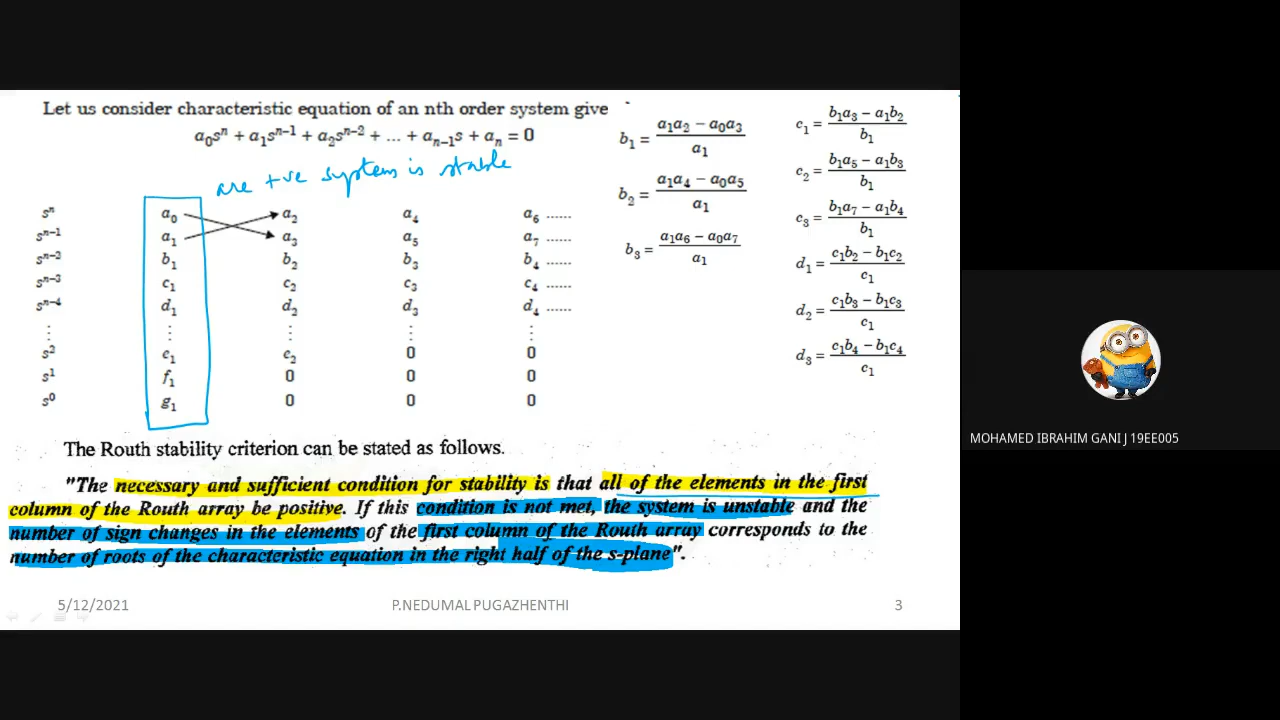 Let us consider characteristic equation of an nth order system give
a₀sⁿ + a₁sⁿ⁻¹ + a₂sⁿ⁻² + ... + aₙ₋₁s + aₙ = 0
are +ve system is stable
sⁿ a₀ a₂ a₄ a₆ ......
sⁿ⁻¹ a₁ a₃ a₅ a₇ ......
sⁿ⁻² b₁ b₂ b₃ b₄ ......
sⁿ⁻³ c₁ c₂ c₃ c₄ ......
sⁿ⁻⁴ d₁ d₂ d₃ d₄ ......
⋮ ⋮ ⋮ ⋮ ⋮
s² e₁ e₂ 0 0
s¹ f₁ 0 0 0
s⁰ g₁ 0 0 0
b₁ = (a₁a₂ − a₀a₃) / a₁
b₂ = (a₁a₄ − a₀a₅) / a₁
b₃ = (a₁a₆ − a₀a₇) / a₁
c₁ = (b₁a₃ − a₁b₂) / b₁
c₂ = (b₁a₅ − a₁b₃) / b₁
c₃ = (b₁a₇ − a₁b₄) / b₁
d₁ = (c₁b₂ − b₁c₂) / c₁
d₂ = (c₁b₃ − b₁c₃) / c₁
d₃ = (c₁b₄ − b₁c₄) / c₁
The Routh stability criterion can be stated as follows.
"The necessary and sufficient condition for stability is that all of the elements in the first
column of the Routh array be positive. If this condition is not met, the system is unstable and the
number of sign changes in the elements of the first column of the Routh array corresponds to the
number of roots of the characteristic equation in the right half of the s-plane".
5/12/2021 P.NEDUMAL PUGAZHENTHI 3
MOHAMED IBRAHIM GANI J 19EE005